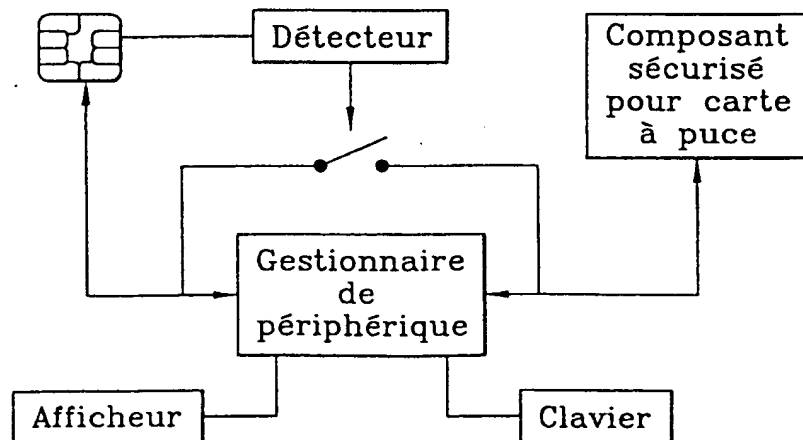 Détecteur
Composant
sécurisé
pour carte
à puce
Gestionnaire
de
périphérique
Afficheur
Clavier